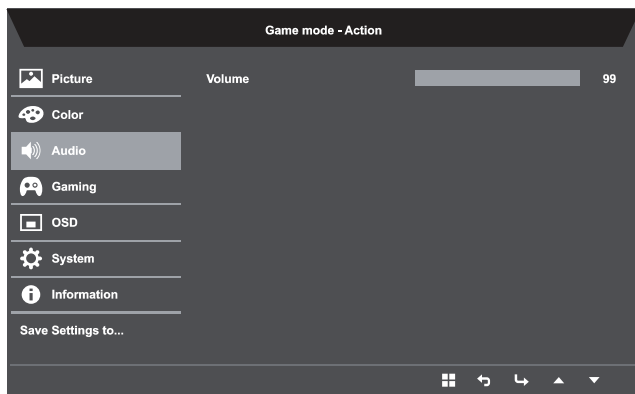 Game mode - Action
Picture
Volume
99
Color
Audio
Gaming
OSD
System
Information
Save Settings to...